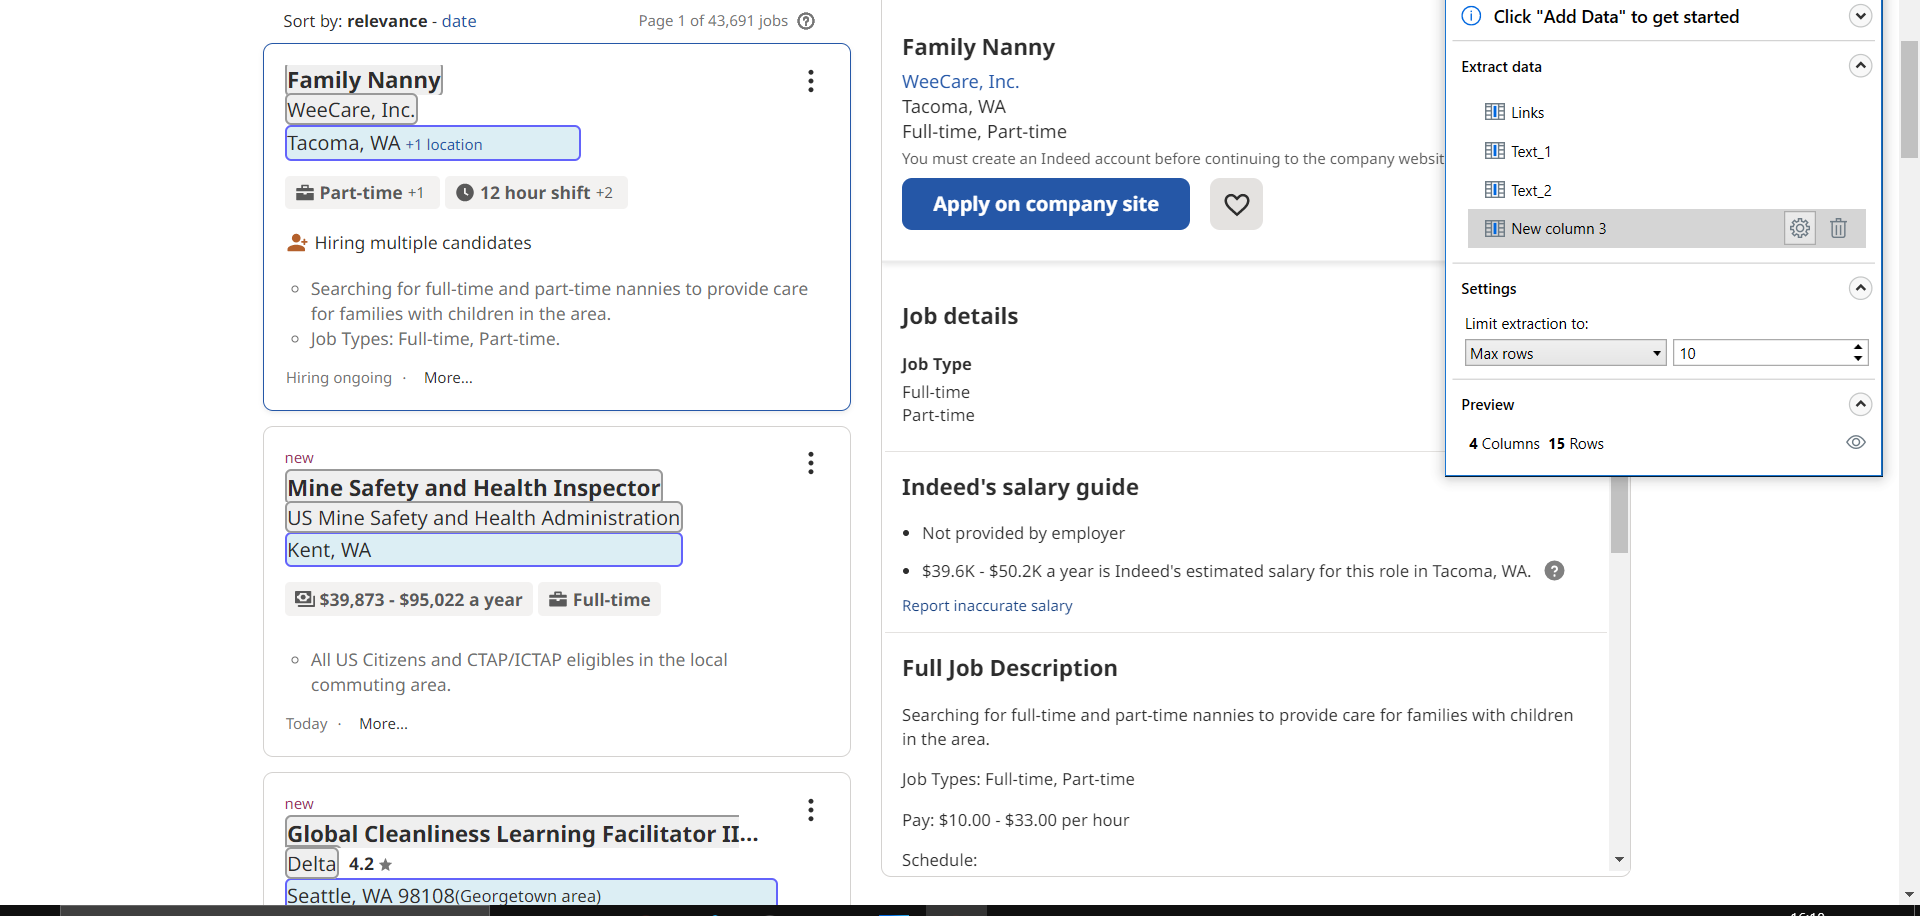 Sort by: relevance - date
Page 1 of 43,691 jobs
Family Nanny
WeeCare, Inc.
Tacoma, WA +1 location
Part-time +1
12 hour shift +2
Hiring multiple candidates
Searching for full-time and part-time nannies to provide care
for families with children in the area.
Job Types: Full-time, Part-time.
Hiring ongoing · More...
new
Mine Safety and Health Inspector
US Mine Safety and Health Administration
Kent, WA
$39,873 - $95,022 a year
Full-time
All US Citizens and CTAP/ICTAP eligibles in the local
commuting area.
Today · More...
new
Global Cleanliness Learning Facilitator II...
Delta 4.2
Seattle, WA 98108(Georgetown area)
Family Nanny
WeeCare, Inc.
Tacoma, WA
Full-time, Part-time
You must create an Indeed account before continuing to the company websit
Apply on company site
Job details
Job Type
Full-time
Part-time
Indeed's salary guide
Not provided by employer
$39.6K - $50.2K a year is Indeed's estimated salary for this role in Tacoma, WA.
Report inaccurate salary
Full Job Description
Searching for full-time and part-time nannies to provide care for families with children
in the area.
Job Types: Full-time, Part-time
Pay: $10.00 - $33.00 per hour
Schedule:
Click "Add Data" to get started
Extract data
Links
Text_1
Text_2
New column 3
Settings
Limit extraction to:
Max rows
10
Preview
4 Columns 15 Rows